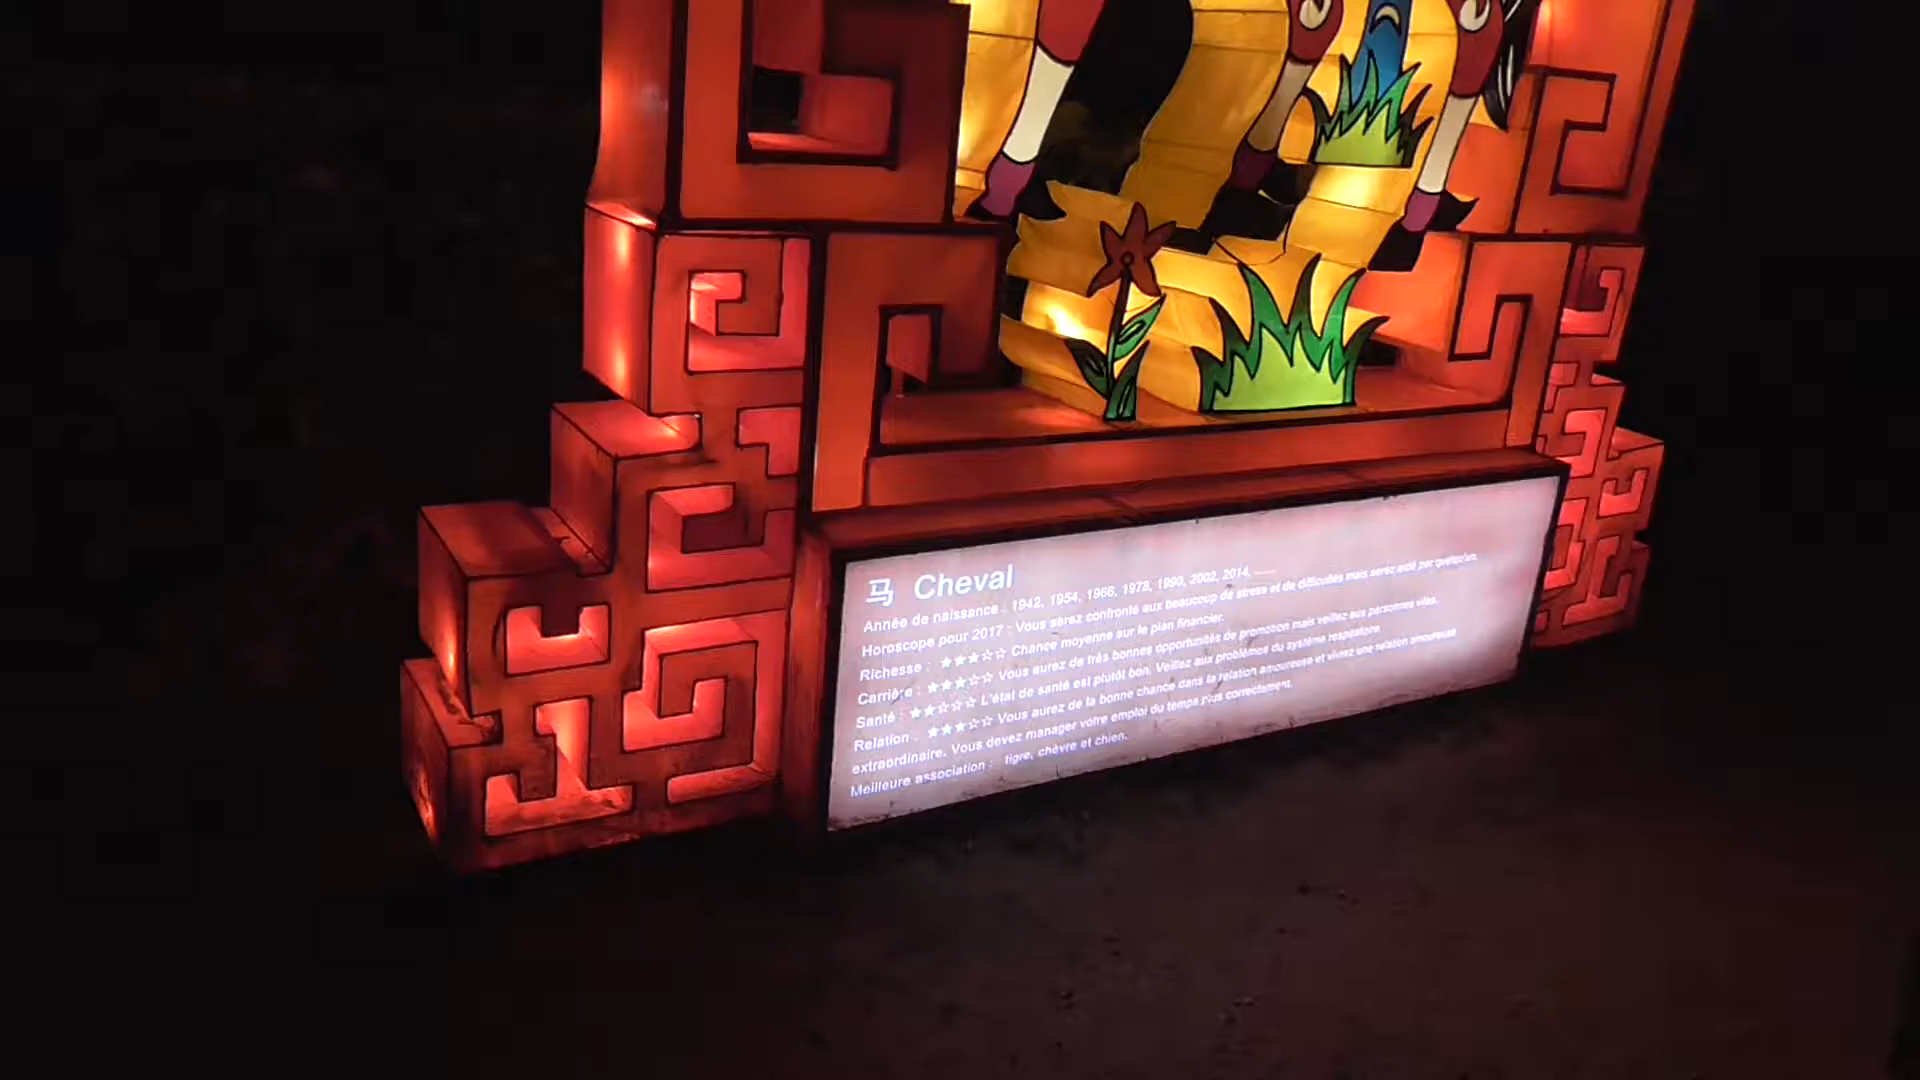 马 Cheval
Année de naissance : 1942, 1954, 1966, 1978, 1990, 2002, 2014,
Horoscope pour 2017 : Vous serez confronté aux beaucoup de stress et de difficultés mais serez aidé par quelqu'un.
Richesse : ★★★☆☆ Chance moyenne sur le plan financier.
Carrière : ★★★☆☆ Vous aurez de très bonnes opportunités de promotion mais veillez aux personnes viles.
Santé : ★★☆☆☆ L'état de santé est plutôt bon. Veillez aux problèmes du système respiratoire.
Relation : ★★★☆☆ Vous aurez de la bonne chance dans la relation amoureuse et vivrez une relation amoureuse
extraordinaire. Vous devez manager votre emploi du temps plus correctement.
Meilleure association : tigre, chèvre et chien.